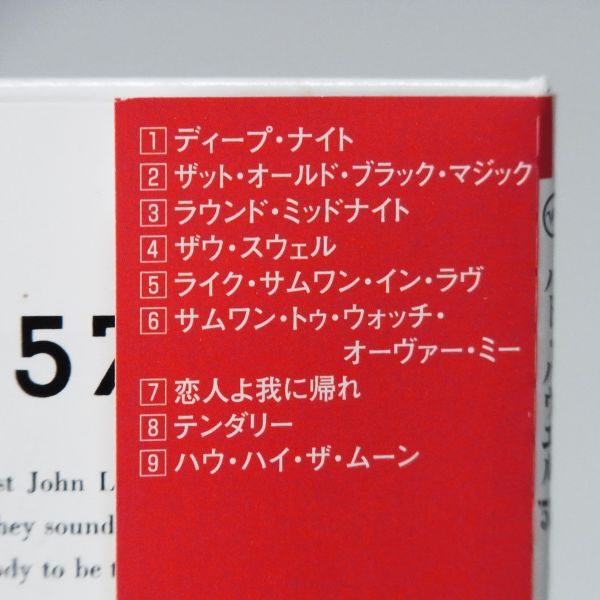 1 ディープ・ナイト
2 ザット・オールド・ブラック・マジック
3 ラウンド・ミッドナイト
4 ザウ・スウェル
5 ライク・サムワン・イン・ラヴ
6 サムワン・トゥ・ウォッチ・
オーヴァー・ミー
7 恋人よ我に帰れ
8 テンダリー
9 ハウ・ハイ・ザ・ムーン
57
st John L
hey sound
dy to be t